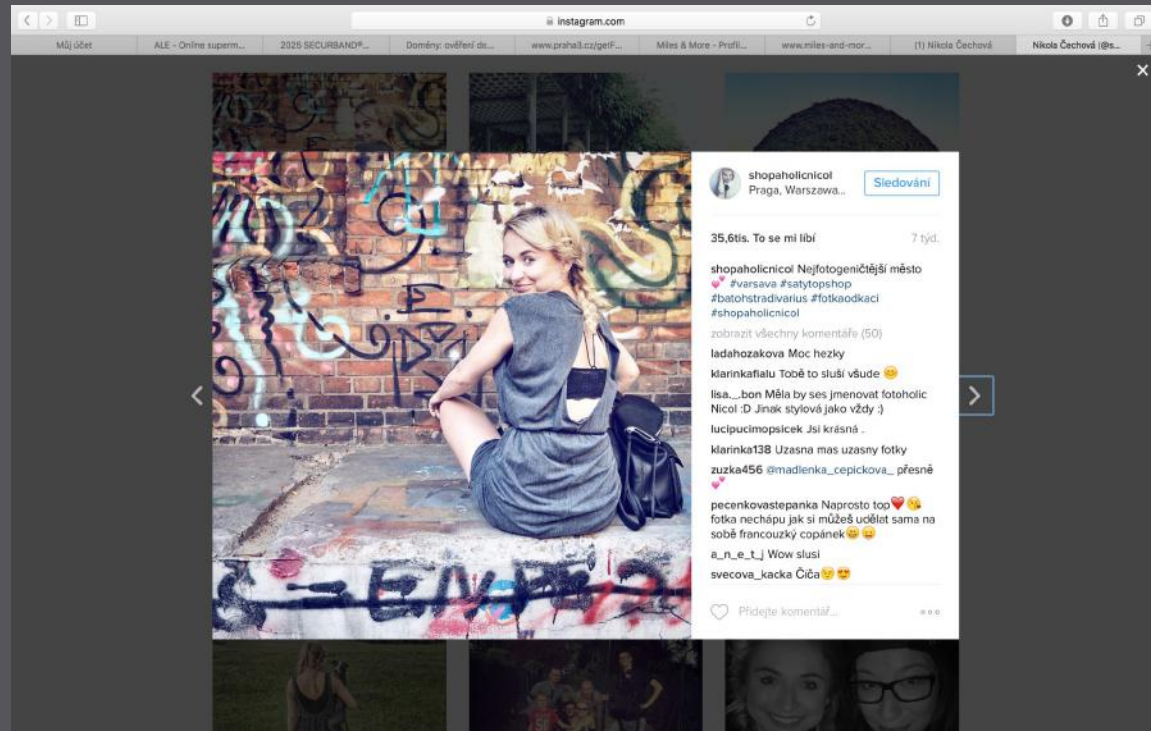 instagram.com
Můj účet
ALE - Online superm...
2025 SECURBAND®...
Domény: ověření do...
www.praha3.cz/getF...
Miles & More - Profil...
www.miles-and-mor...
(1) Nikola Čechová
Nikola Čechová (@s...
shopaholicnicol
Praga, Warszawa...
Sledování
35,6tis. To se mi líbí
7 týd.
shopaholicnicol Nejfotogeničtější město
💕 #varsava #satytopshop
#batohstradivarius #fotkaodkaci
#shopaholicnicol
zobrazit všechny komentáře (50)
ladahozakova Moc hezky
klarinkafialu Tobě to sluší všude 😊
lisa._.bon Měla by ses jmenovat fotoholic
Nicol :D Jinak stylová jako vždy :)
lucipucimopsicek Jsi krásná .
klarinka138 Uzasna mas uzasny fotky
zuzka456 @madlenka_cepickova_ přesně
💕
pecenkovastepanka Naprosto top❤️😘
fotka nechápu jak si můžeš udělat sama na
sobě francouzký copánek😀😛
a_n_e_t_j Wow slusi
svecova_kacka Číča😏😍
Přidejte komentář...